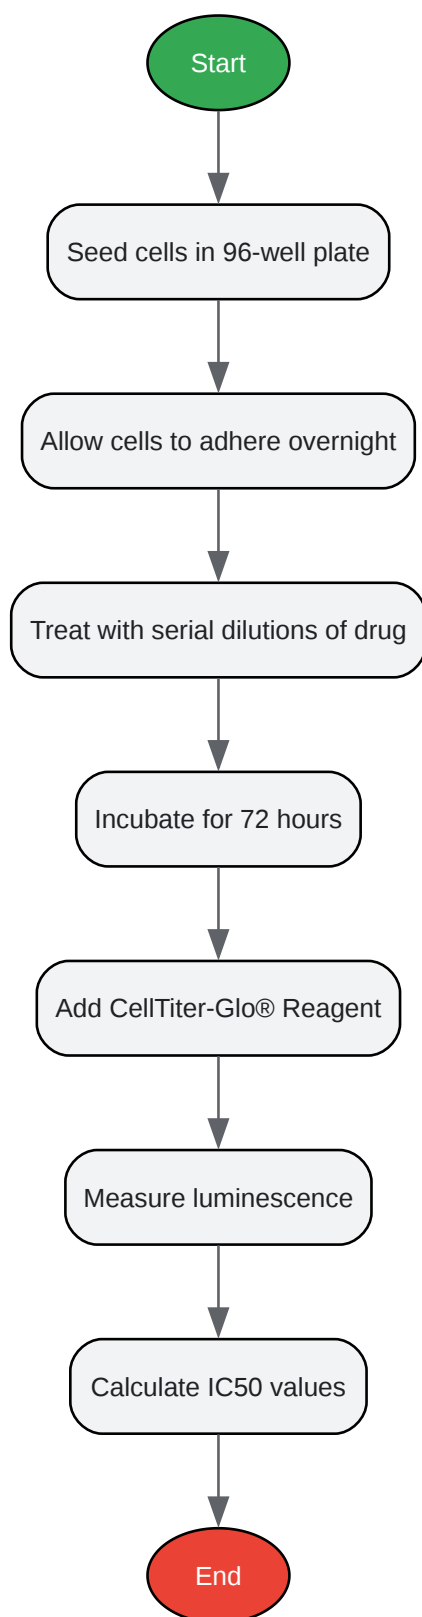 Start
Seed cells in 96-well plate
Allow cells to adhere overnight
Treat with serial dilutions of drug
Incubate for 72 hours
Add CellTiter-Glo® Reagent
Measure luminescence
Calculate IC50 values
End